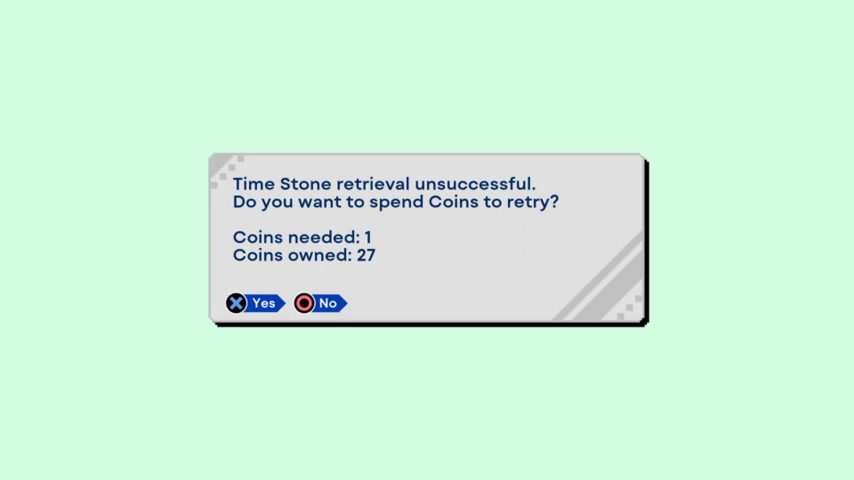 Time Stone retrieval unsuccessful.
Do you want to spend Coins to retry?
Coins needed: 1
Coins owned: 27
Yes No